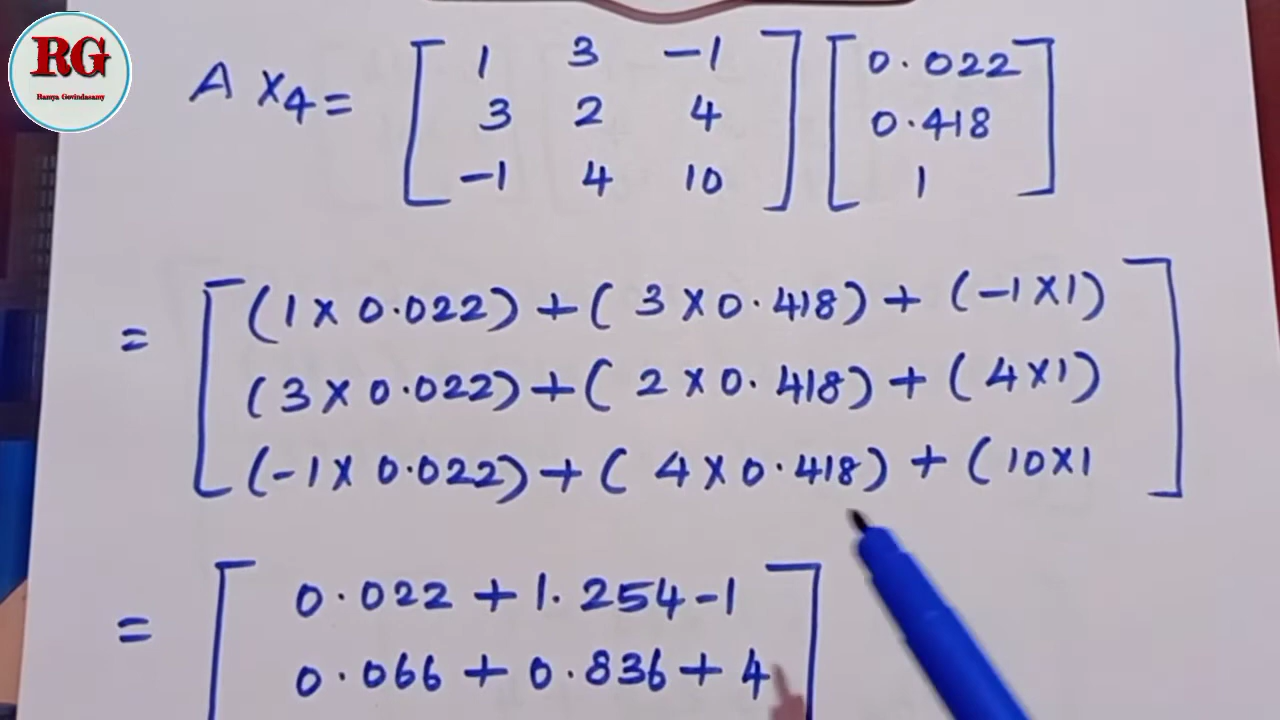 RG
Ramya Govindasamy
A x₄ = [ 1 3 -1 ] [ 0.022 ]
[ 3 2 4 ] [ 0.418 ]
[ -1 4 10 ] [ 1 ]
= [ (1 × 0.022) + ( 3 × 0.418) + (-1×1) ]
(3 × 0.022) + ( 2 × 0.418) + ( 4×1)
(-1 × 0.022) + ( 4 × 0.418) + ( 10×1
= [ 0.022 + 1.254 -1 ]
0.066 + 0.836 + 4